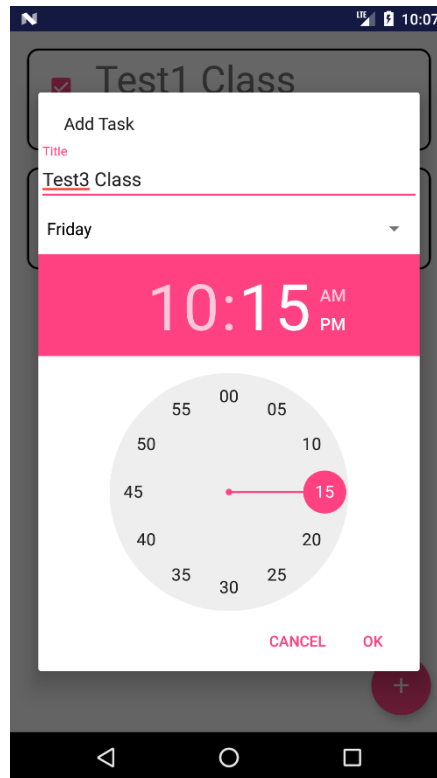 LTE 10:07
Test1 Class
Add Task
Title
Test3 Class
Friday
10:15 AM
PM
00
55 05
50 10
45 15
40 20
35 25
30
CANCEL OK
+